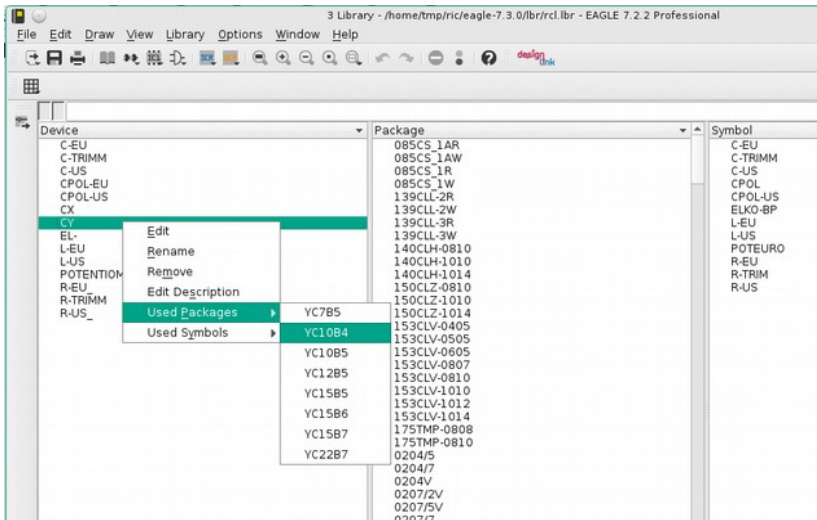 3 Library - /home/tmp/ric/eagle-7.3.0/lbr/rcl.lbr - EAGLE 7.2.2 Professional
File Edit Draw View Library Options Window Help
design link
Device
C-EU
C-TRIMM
C-US
CPOL-EU
CPOL-US
CX
CY
EL-
L-EU
L-US
POTENTIOM
R-EU_
R-TRIMM
R-US_
Edit
Rename
Remove
Edit Description
Used Packages
Used Symbols
YC7B5
YC10B4
YC10B5
YC12B5
YC15B5
YC15B6
YC15B7
YC22B7
Package
085CS_1AR
085CS_1AW
085CS_1R
085CS_1W
139CLL-2R
139CLL-2W
139CLL-3R
139CLL-3W
140CLH-0810
140CLH-1010
140CLH-1014
150CLZ-0810
150CLZ-1010
150CLZ-1014
153CLV-0405
153CLV-0505
153CLV-0605
153CLV-0807
153CLV-0810
153CLV-1010
153CLV-1012
153CLV-1014
175TMP-0808
175TMP-0810
0204/5
0204/7
0204V
0207/2V
0207/5V
0207/7
Symbol
C-EU
C-TRIMM
C-US
CPOL
CPOL-US
ELKO-BP
L-EU
L-US
POTEURO
R-EU
R-TRIM
R-US